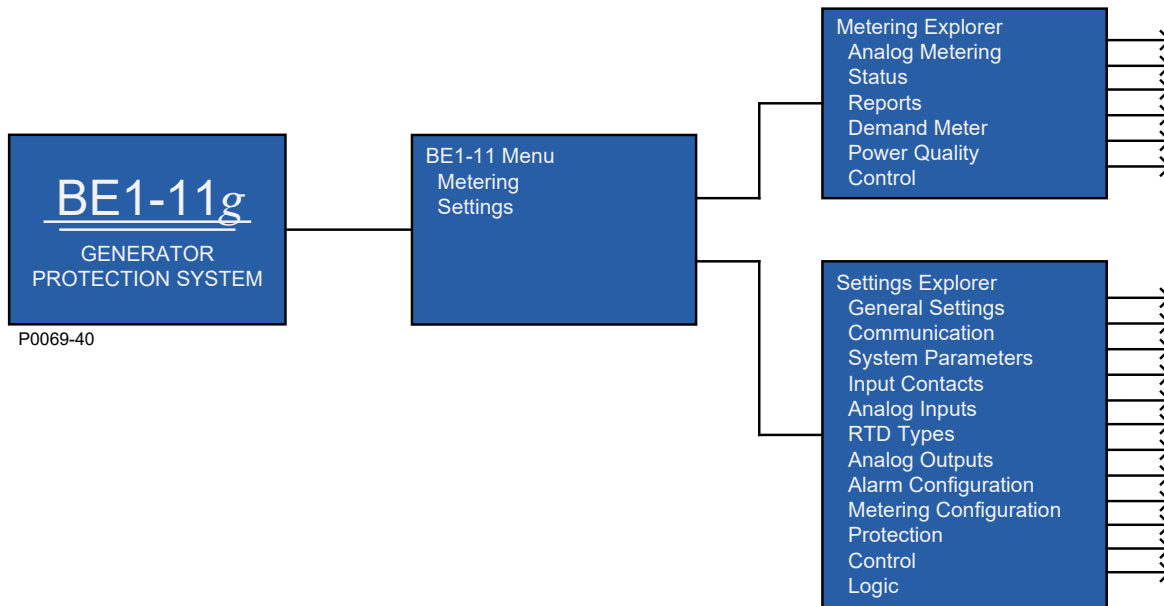 BE1-11g
GENERATOR
PROTECTION SYSTEM
P0069-40
BE1-11 Menu
Metering
Settings
Metering Explorer
Analog Metering
Status
Reports
Demand Meter
Power Quality
Control
Settings Explorer
General Settings
Communication
System Parameters
Input Contacts
Analog Inputs
RTD Types
Analog Outputs
Alarm Configuration
Metering Configuration
Protection
Control
Logic